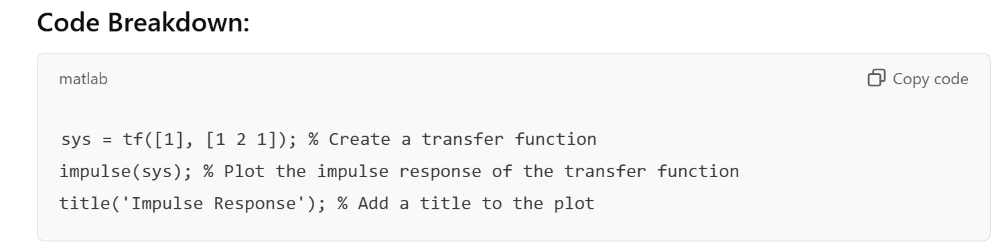 Code Breakdown:
matlab
Copy code
sys = tf([1], [1 2 1]); % Create a transfer function
impulse(sys); % Plot the impulse response of the transfer function
title('Impulse Response'); % Add a title to the plot